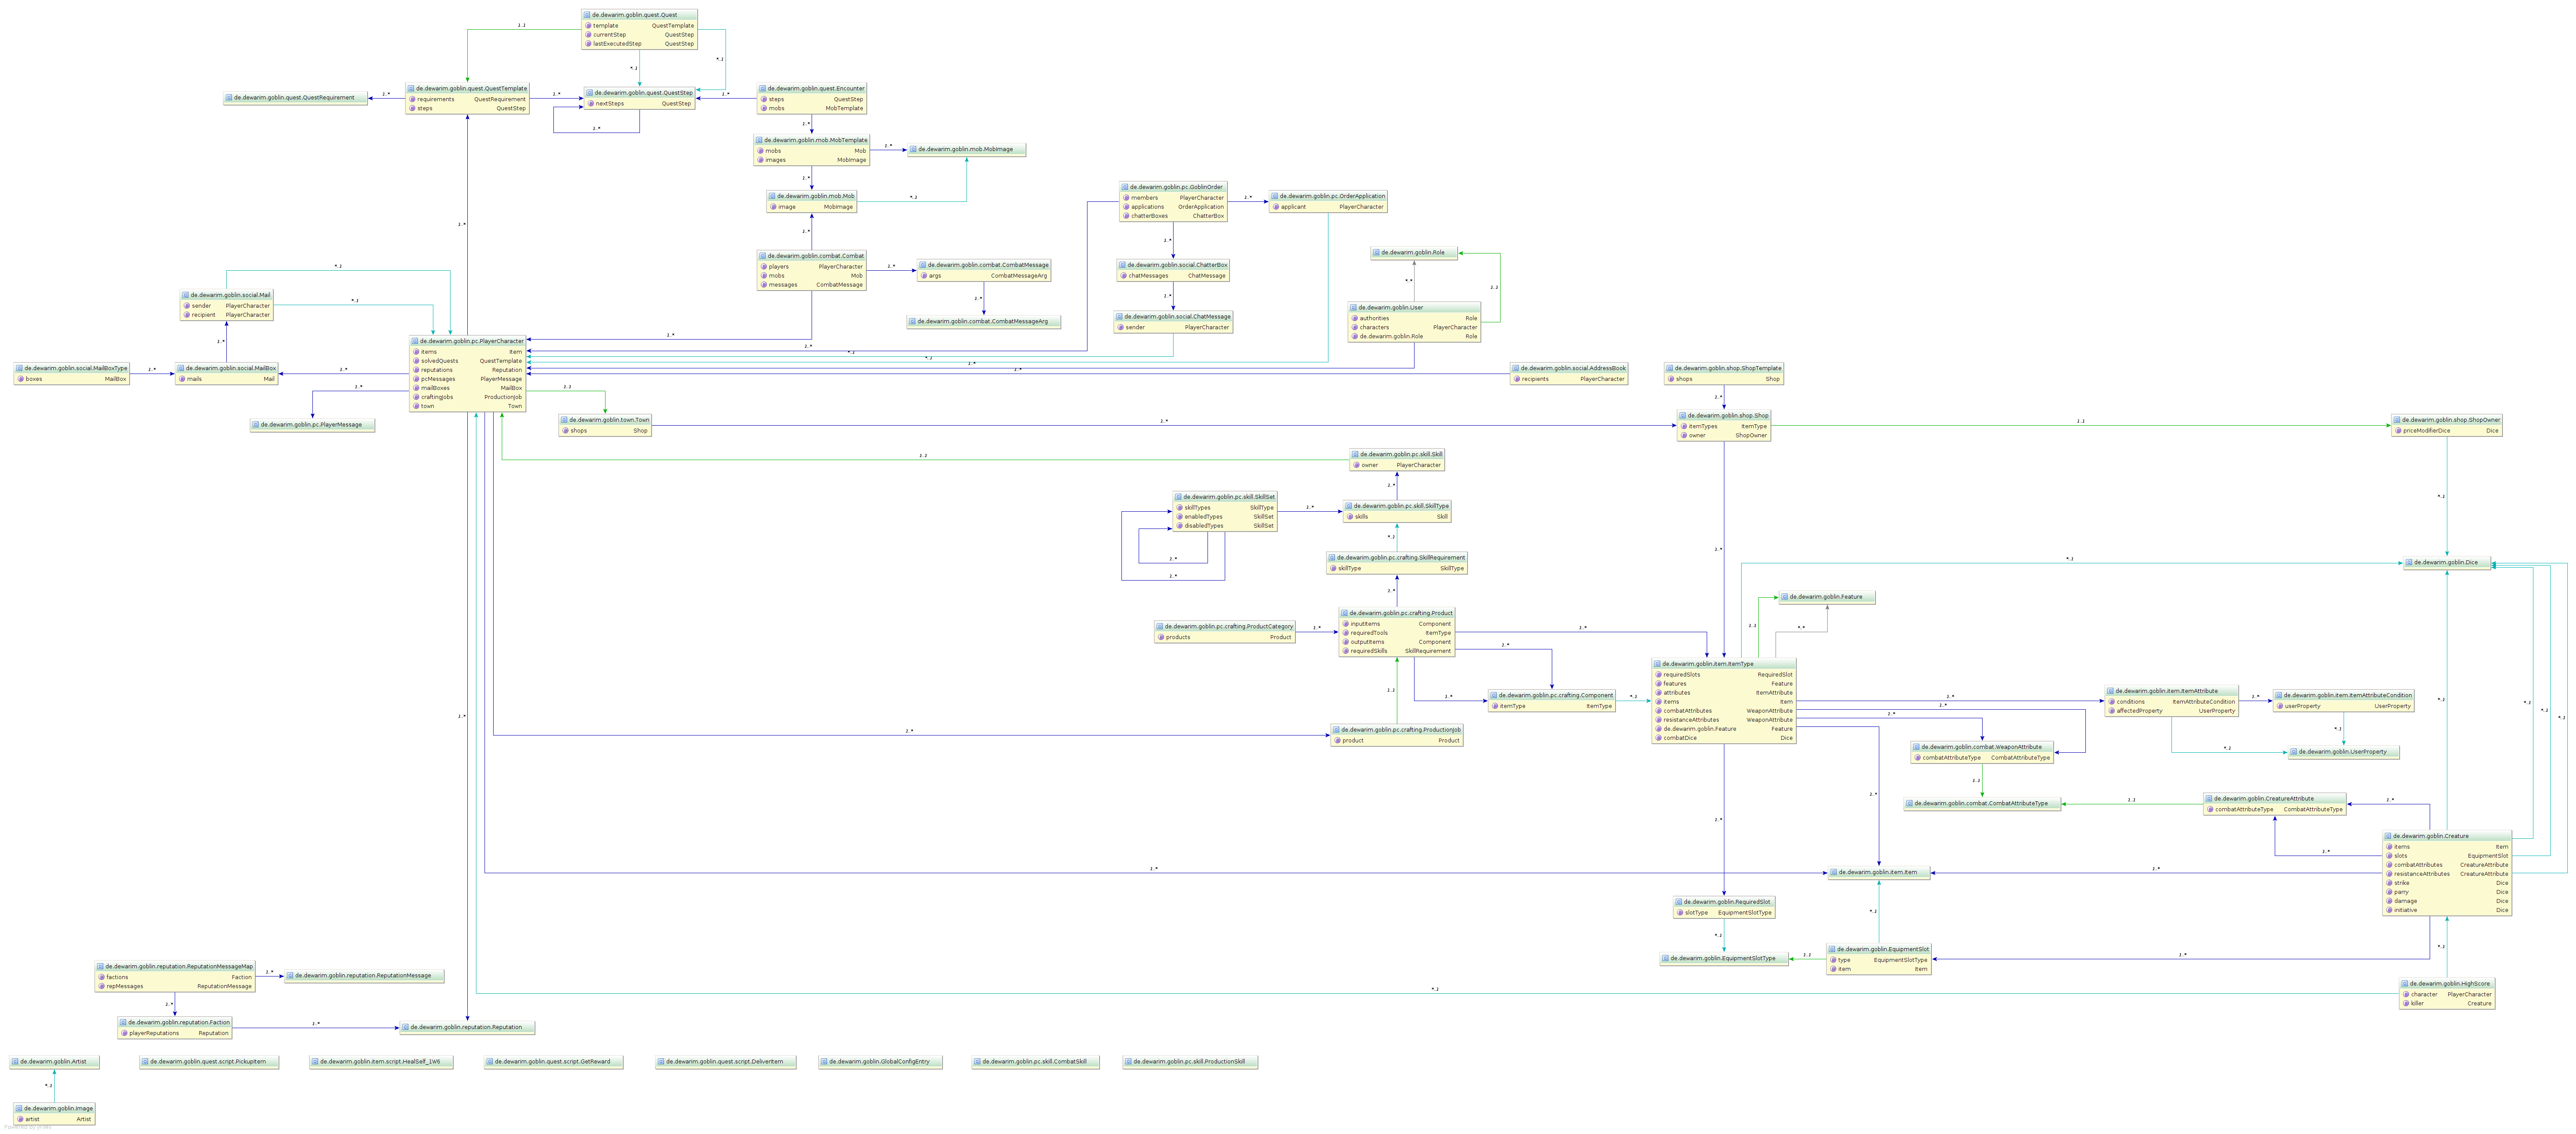 de.dewarim.goblin.quest.Quest
template QuestTemplate
currentStep QuestStep
lastExecutedStep QuestStep
1..1
*..1
*..1
de.dewarim.goblin.quest.QuestRequirement
1..*
de.dewarim.goblin.quest.QuestTemplate
requirements QuestRequirement
steps QuestStep
1..*
de.dewarim.goblin.quest.QuestStep
nextSteps QuestStep
1..*
1..*
de.dewarim.goblin.quest.Encounter
steps QuestStep
mobs MobTemplate
1..*
de.dewarim.goblin.mob.MobTemplate
mobs Mob
images MobImage
1..*
de.dewarim.goblin.mob.MobImage
1..*
de.dewarim.goblin.mob.Mob
image MobImage
*..1
1..*
de.dewarim.goblin.pc.GoblinOrder
members PlayerCharacter
applications OrderApplication
chatterBoxes ChatterBox
1..*
de.dewarim.goblin.pc.OrderApplication
applicant PlayerCharacter
1..*
1..*
de.dewarim.goblin.combat.Combat
players PlayerCharacter
mobs Mob
messages CombatMessage
1..*
de.dewarim.goblin.combat.CombatMessage
args CombatMessageArg
1..*
de.dewarim.goblin.combat.CombatMessageArg
de.dewarim.goblin.social.ChatterBox
chatMessages ChatMessage
1..*
de.dewarim.goblin.social.ChatMessage
sender PlayerCharacter
de.dewarim.goblin.Role
*..*
1..1
de.dewarim.goblin.User
authorities Role
characters PlayerCharacter
de.dewarim.goblin.Role Role
*..1
*..1
de.dewarim.goblin.social.Mail
sender PlayerCharacter
recipient PlayerCharacter
1..*
de.dewarim.goblin.social.MailBoxType
boxes MailBox
1..*
de.dewarim.goblin.social.MailBox
mails Mail
1..*
1..*
de.dewarim.goblin.pc.PlayerMessage
de.dewarim.goblin.pc.PlayerCharacter
items Item
solvedQuests QuestTemplate
reputations Reputation
pcMessages PlayerMessage
mailBoxes MailBox
craftingJobs ProductionJob
town Town
1..*
1..*
*..1
*..1
1..*
1..*
1..1
de.dewarim.goblin.town.Town
shops Shop
1..*
de.dewarim.goblin.social.AddressBook
recipients PlayerCharacter
de.dewarim.goblin.shop.ShopTemplate
shops Shop
1..*
de.dewarim.goblin.shop.Shop
itemTypes ItemType
owner ShopOwner
1..1
de.dewarim.goblin.shop.ShopOwner
priceModifierDice Dice
*..1
1..1
de.dewarim.goblin.pc.skill.Skill
owner PlayerCharacter
1..*
de.dewarim.goblin.pc.skill.SkillSet
skillTypes SkillType
enabledTypes SkillSet
disabledTypes SkillSet
1..*
1..*
1..*
de.dewarim.goblin.pc.skill.SkillType
skills Skill
*..1
de.dewarim.goblin.pc.crafting.SkillRequirement
skillType SkillType
1..*
1..*
*..1
de.dewarim.goblin.Dice
de.dewarim.goblin.Feature
1..1
*..*
de.dewarim.goblin.pc.crafting.ProductCategory
products Product
1..*
de.dewarim.goblin.pc.crafting.Product
inputItems Component
requiredTools ItemType
outputItems Component
requiredSkills SkillRequirement
1..*
1..*
1..*
1..1
de.dewarim.goblin.pc.crafting.Component
itemType ItemType
*..1
1..*
de.dewarim.goblin.pc.crafting.ProductionJob
product Product
de.dewarim.goblin.item.ItemType
requiredSlots RequiredSlot
features Feature
attributes ItemAttribute
items Item
combatAttributes WeaponAttribute
resistanceAttributes WeaponAttribute
de.dewarim.goblin.Feature Feature
combatDice Dice
1..*
1..*
1..*
1..*
1..*
de.dewarim.goblin.item.ItemAttribute
conditions ItemAttributeCondition
affectedProperty UserProperty
1..*
de.dewarim.goblin.item.ItemAttributeCondition
userProperty UserProperty
*..1
*..1
de.dewarim.goblin.UserProperty
de.dewarim.goblin.combat.WeaponAttribute
combatAttributeType CombatAttributeType
1..1
de.dewarim.goblin.combat.CombatAttributeType
1..1
de.dewarim.goblin.CreatureAttribute
combatAttributeType CombatAttributeType
1..*
1..*
*..1
*..1
*..1
*..1
de.dewarim.goblin.Creature
items Item
slots EquipmentSlot
combatAttributes CreatureAttribute
resistanceAttributes CreatureAttribute
strike Dice
parry Dice
damage Dice
initiative Dice
1..*
de.dewarim.goblin.item.Item
1..*
1..*
de.dewarim.goblin.RequiredSlot
slotType EquipmentSlotType
*..1
de.dewarim.goblin.EquipmentSlotType
1..1
de.dewarim.goblin.EquipmentSlot
type EquipmentSlotType
item Item
*..1
1..*
*..1
de.dewarim.goblin.HighScore
character PlayerCharacter
killer Creature
*..1
de.dewarim.goblin.reputation.ReputationMessageMap
factions Faction
repMessages ReputationMessage
1..*
de.dewarim.goblin.reputation.ReputationMessage
1..*
de.dewarim.goblin.reputation.Faction
playerReputations Reputation
1..*
de.dewarim.goblin.reputation.Reputation
de.dewarim.goblin.Artist
de.dewarim.goblin.quest.script.PickupItem
de.dewarim.goblin.item.script.HealSelf_1W6
de.dewarim.goblin.quest.script.GetReward
de.dewarim.goblin.quest.script.DeliverItem
de.dewarim.goblin.GlobalConfigEntry
de.dewarim.goblin.pc.skill.CombatSkill
de.dewarim.goblin.pc.skill.ProductionSkill
*..1
de.dewarim.goblin.Image
artist Artist
Powered by yFiles